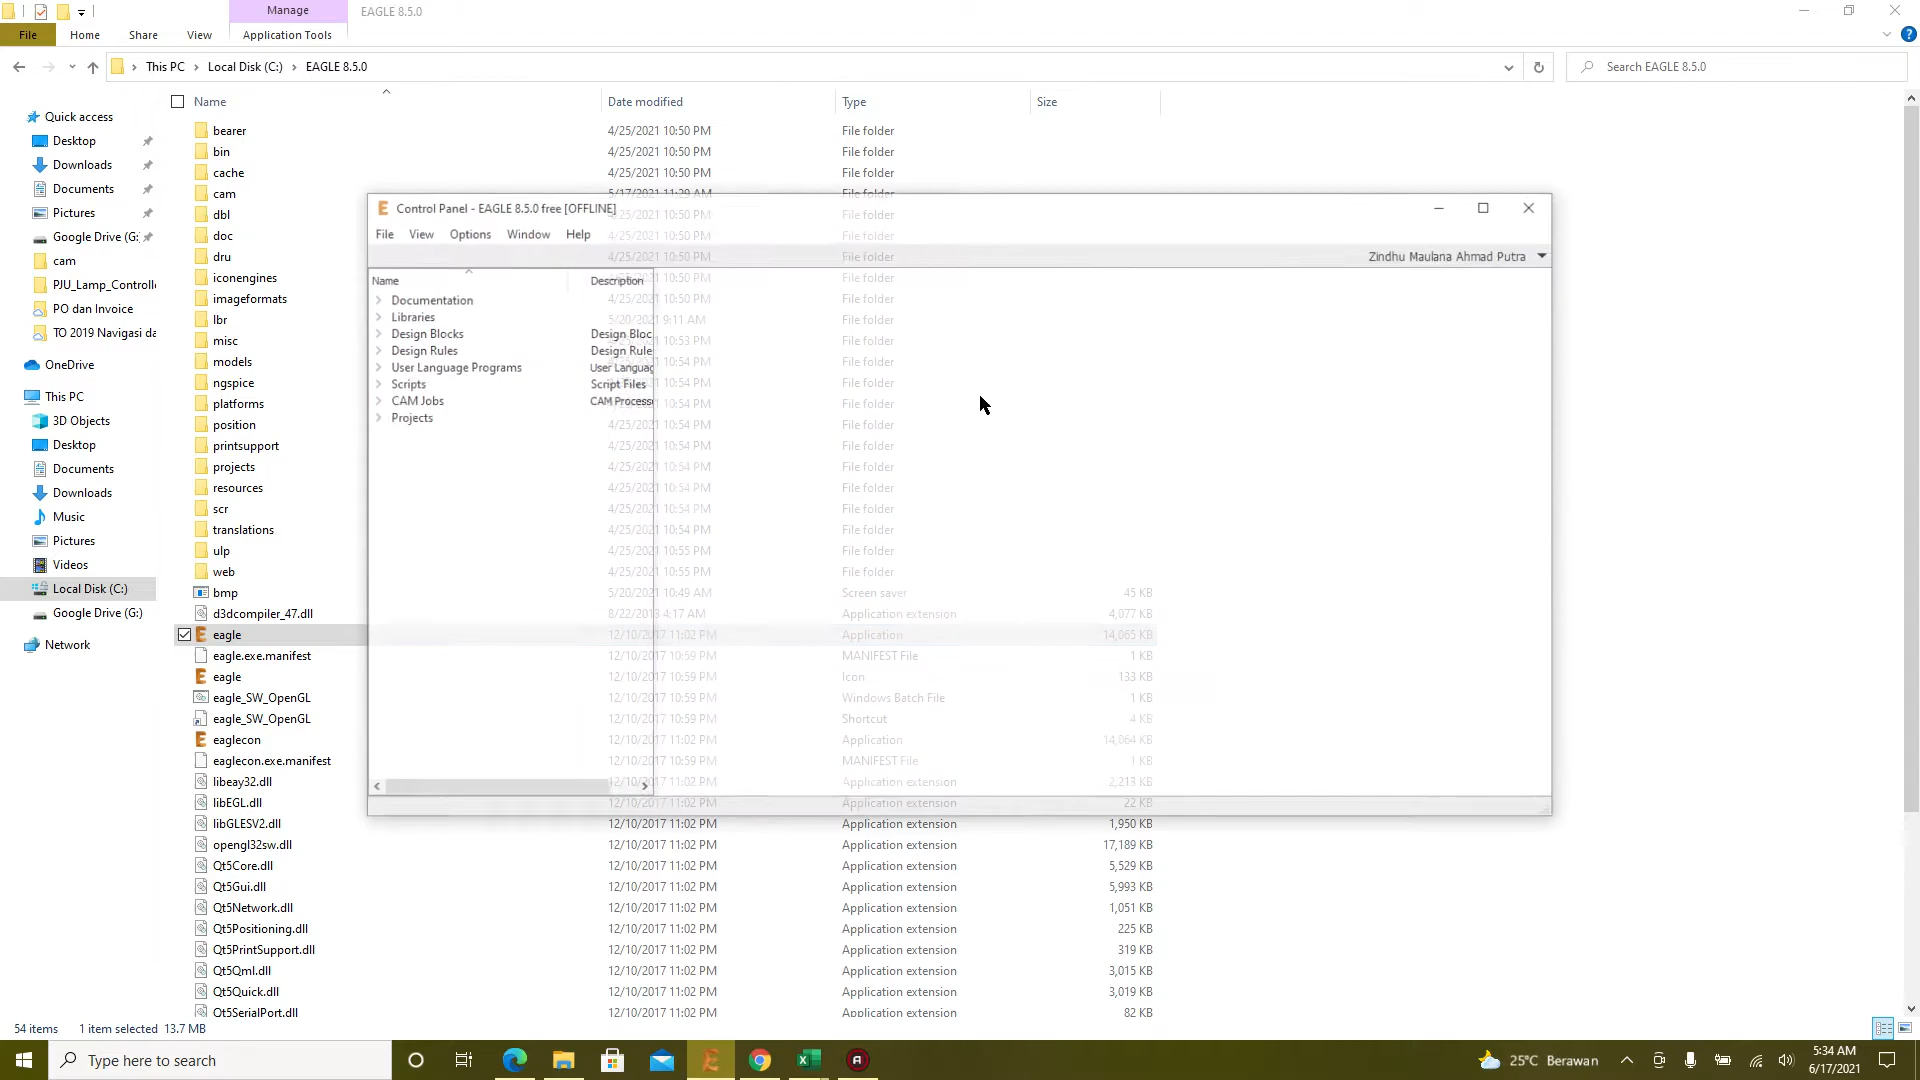 Manage
EAGLE 8.5.0
File
Home
Share
View
Application Tools
This PC
Local Disk (C:)
EAGLE 8.5.0
Search EAGLE 8.5.0
Name
Date modified
Type
Size
Quick access
Desktop
Downloads
Documents
Pictures
Google Drive (G:
cam
PJU_Lamp_Controlle
PO dan Invoice
TO 2019 Navigasi da
OneDrive
This PC
3D Objects
Desktop
Documents
Downloads
Music
Pictures
Videos
Local Disk (C:)
Google Drive (G:)
Network
bearer 4/25/2021 10:50 PM File folder
bin 4/25/2021 10:50 PM File folder
cache 4/25/2021 10:50 PM File folder
cam 5/17/2021 11:29 AM File folder
dbl 4/25/2021 10:50 PM File folder
doc 4/25/2021 10:50 PM File folder
dru 4/25/2021 10:50 PM File folder
iconengines 4/25/2021 10:50 PM File folder
imageformats 4/25/2021 10:50 PM File folder
lbr 5/20/2021 9:11 AM File folder
misc 10:53 PM File folder
models 10:54 PM File folder
ngspice 10:54 PM File folder
platforms 10:54 PM File folder
position 4/25/2021 10:54 PM File folder
printsupport 4/25/2021 10:54 PM File folder
projects 4/25/2021 10:54 PM File folder
resources 4/25/2021 10:54 PM File folder
scr 4/25/2021 10:54 PM File folder
translations 4/25/2021 10:54 PM File folder
ulp 4/25/2021 10:55 PM File folder
web 4/25/2021 10:55 PM File folder
bmp 5/20/2021 10:49 AM Screen saver 45 KB
d3dcompiler_47.dll 8/22/2013 4:17 AM Application extension 4,077 KB
eagle 12/10/2017 11:02 PM Application 14,065 KB
eagle.exe.manifest 12/10/2017 10:59 PM MANIFEST File 1 KB
eagle 12/10/2017 10:59 PM Icon 133 KB
eagle_SW_OpenGL 12/10/2017 10:59 PM Windows Batch File 1 KB
eagle_SW_OpenGL 12/10/2017 10:59 PM Shortcut 4 KB
eaglecon 12/10/2017 11:02 PM Application 14,064 KB
eaglecon.exe.manifest 12/10/2017 10:59 PM MANIFEST File 1 KB
libeay32.dll 12/10/2017 11:02 PM Application extension 2,213 KB
libEGL.dll 12/10/2017 11:02 PM Application extension 22 KB
libGLESV2.dll 12/10/2017 11:02 PM Application extension 1,950 KB
opengl32sw.dll 12/10/2017 11:02 PM Application extension 17,189 KB
Qt5Core.dll 12/10/2017 11:02 PM Application extension 5,529 KB
Qt5Gui.dll 12/10/2017 11:02 PM Application extension 5,993 KB
Qt5Network.dll 12/10/2017 11:02 PM Application extension 1,051 KB
Qt5Positioning.dll 12/10/2017 11:02 PM Application extension 225 KB
Qt5PrintSupport.dll 12/10/2017 11:02 PM Application extension 319 KB
Qt5Qml.dll 12/10/2017 11:02 PM Application extension 3,015 KB
Qt5Quick.dll 12/10/2017 11:02 PM Application extension 3,019 KB
Qt5SerialPort.dll 12/10/2017 11:02 PM Application extension 82 KB
Control Panel - EAGLE 8.5.0 free [OFFLINE]
File View Options Window Help
Zindhu Maulana Ahmad Putra
Name Description
Documentation
Libraries
Design Blocks Design Bloc
Design Rules Design Rule
User Language Programs User Languag
Scripts Script Files
CAM Jobs CAM Process
Projects
54 items 1 item selected 13.7 MB
Type here to search
25°C Berawan
5:34 AM
6/17/2021